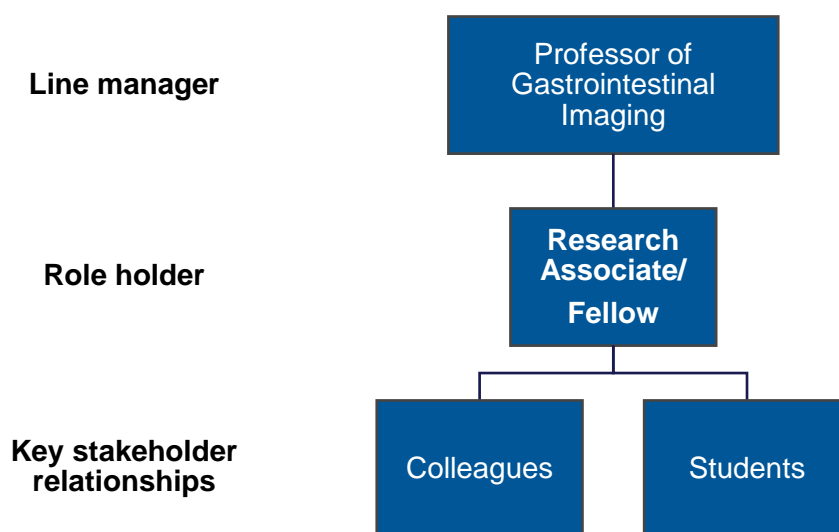 Line manager
Professor of
Gastrointestinal
Imaging
Role holder
Research
Associate/
Fellow
Key stakeholder
relationships
Colleagues
Students